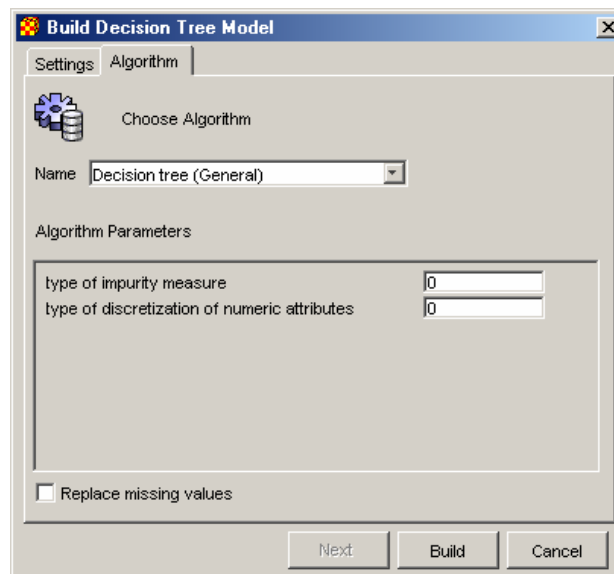 Build Decision Tree Model
Settings Algorithm
Choose Algorithm
Name Decision tree (General)
Algorithm Parameters
type of impurity measure 0
type of discretization of numeric attributes 0
Replace missing values
Next Build Cancel